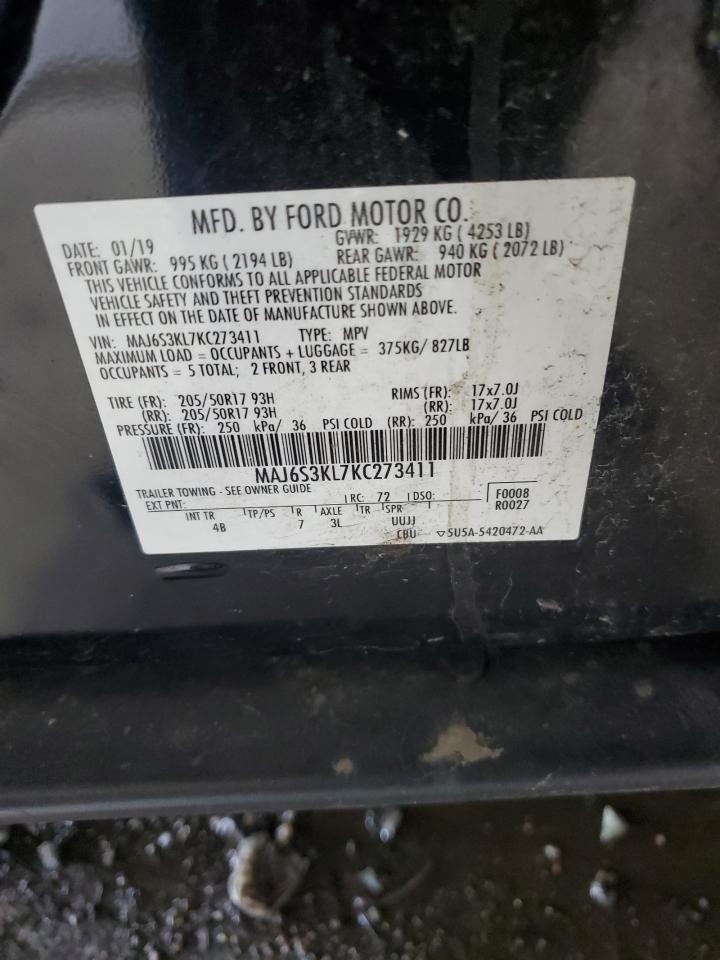 MFD. BY FORD MOTOR CO.
DATE: 01/19 GVWR: 1929 KG ( 4253 LB)
FRONT GAWR: 995 KG ( 2194 LB) REAR GAWR: 940 KG ( 2072 LB)
THIS VEHICLE CONFORMS TO ALL APPLICABLE FEDERAL MOTOR
VEHICLE SAFETY AND THEFT PREVENTION STANDARDS
IN EFFECT ON THE DATE OF MANUFACTURE SHOWN ABOVE.
VIN: MAJ6S3KL7KC273411 TYPE: MPV
MAXIMUM LOAD = OCCUPANTS + LUGGAGE = 375KG/ 827LB
OCCUPANTS = 5 TOTAL; 2 FRONT, 3 REAR
TIRE (FR): 205/50R17 93H RIMS (FR): 17x7.0J
(RR): 205/50R17 93H (RR): 17x7.0J
PRESSURE (FR): 250 kPa/ 36 PSI COLD (RR): 250 kPa/ 36 PSI COLD
MAJ6S3KL7KC273411
TRAILER TOWING - SEE OWNER GUIDE
EXT PNT: RC: 72 DSO: F0008
R0027
INT TR TP/PS R AXLE TR SPR
4B 7 3L UUJJ
CBU ▽5U5A-5420472-AA